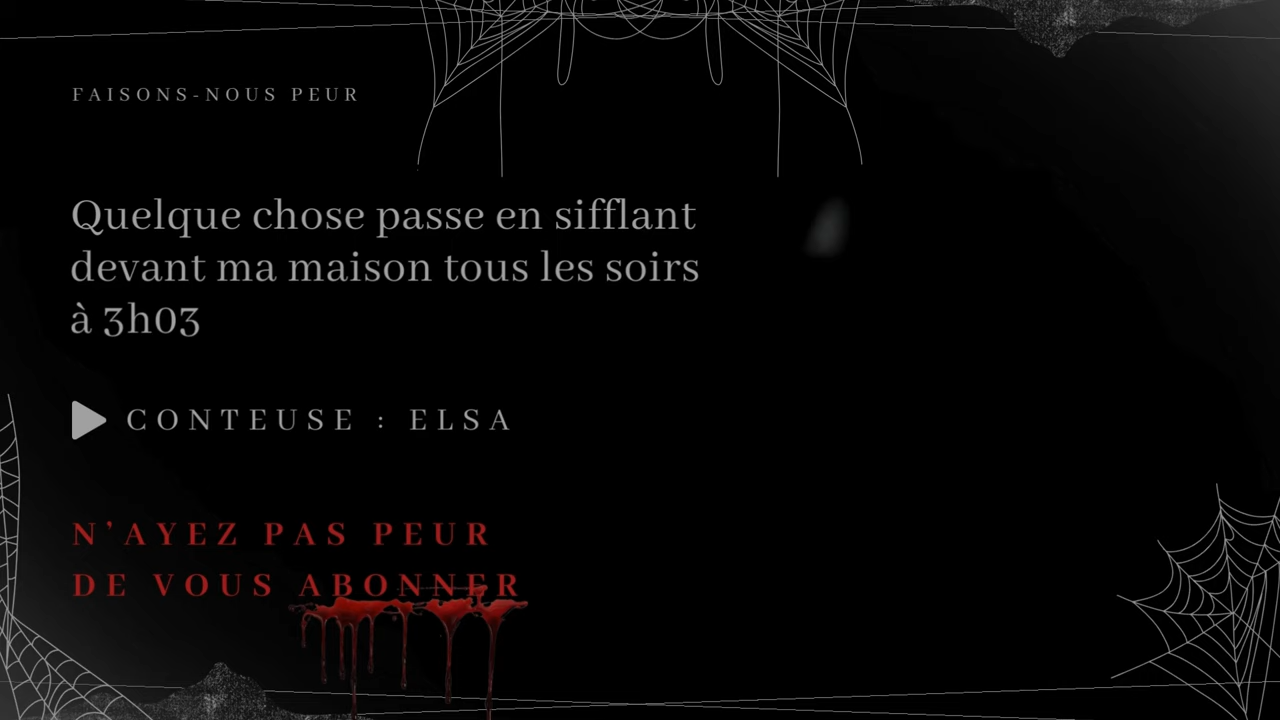 FAISONS-NOUS PEUR
Quelque chose passe en sifflant
devant ma maison tous les soirs
à 3h03
CONTEUSE : ELSA
N'AYEZ PAS PEUR
DE VOUS ABONNER